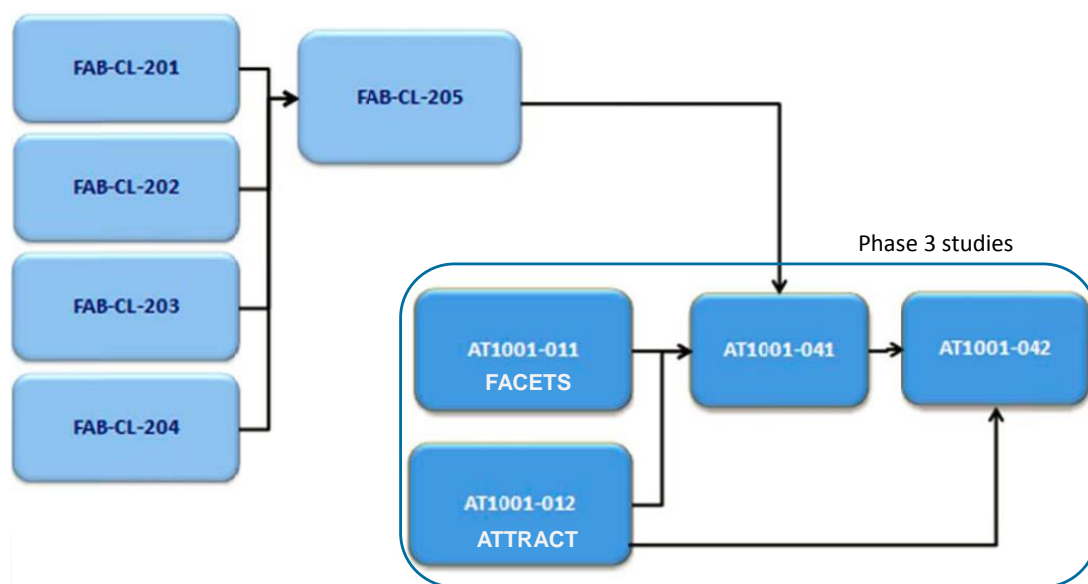 FAB-CL-201
FAB-CL-205
FAB-CL-202
FAB-CL-203
FAB-CL-204
Phase 3 studies
AT1001-011
FACETS
AT1001-041
AT1001-042
AT1001-012
ATTRACT